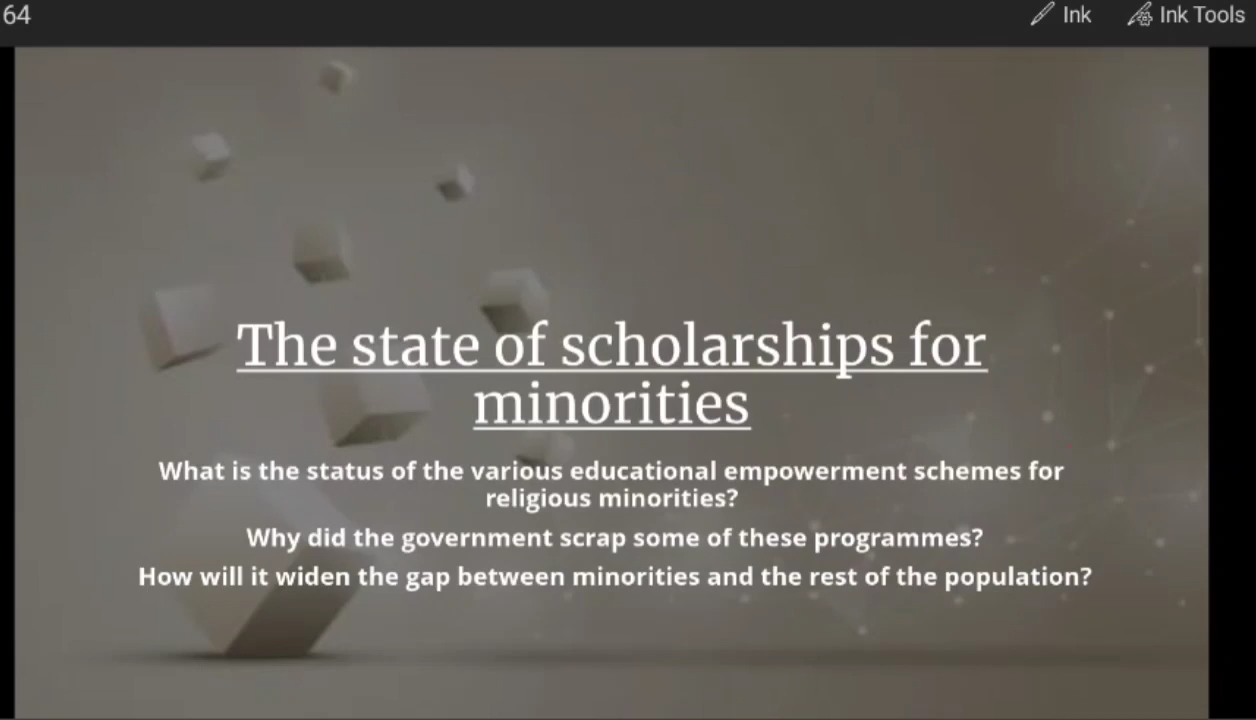 64
Ink
Ink Tools
The state of scholarships for
minorities
What is the status of the various educational empowerment schemes for
religious minorities?
Why did the government scrap some of these programmes?
How will it widen the gap between minorities and the rest of the population?